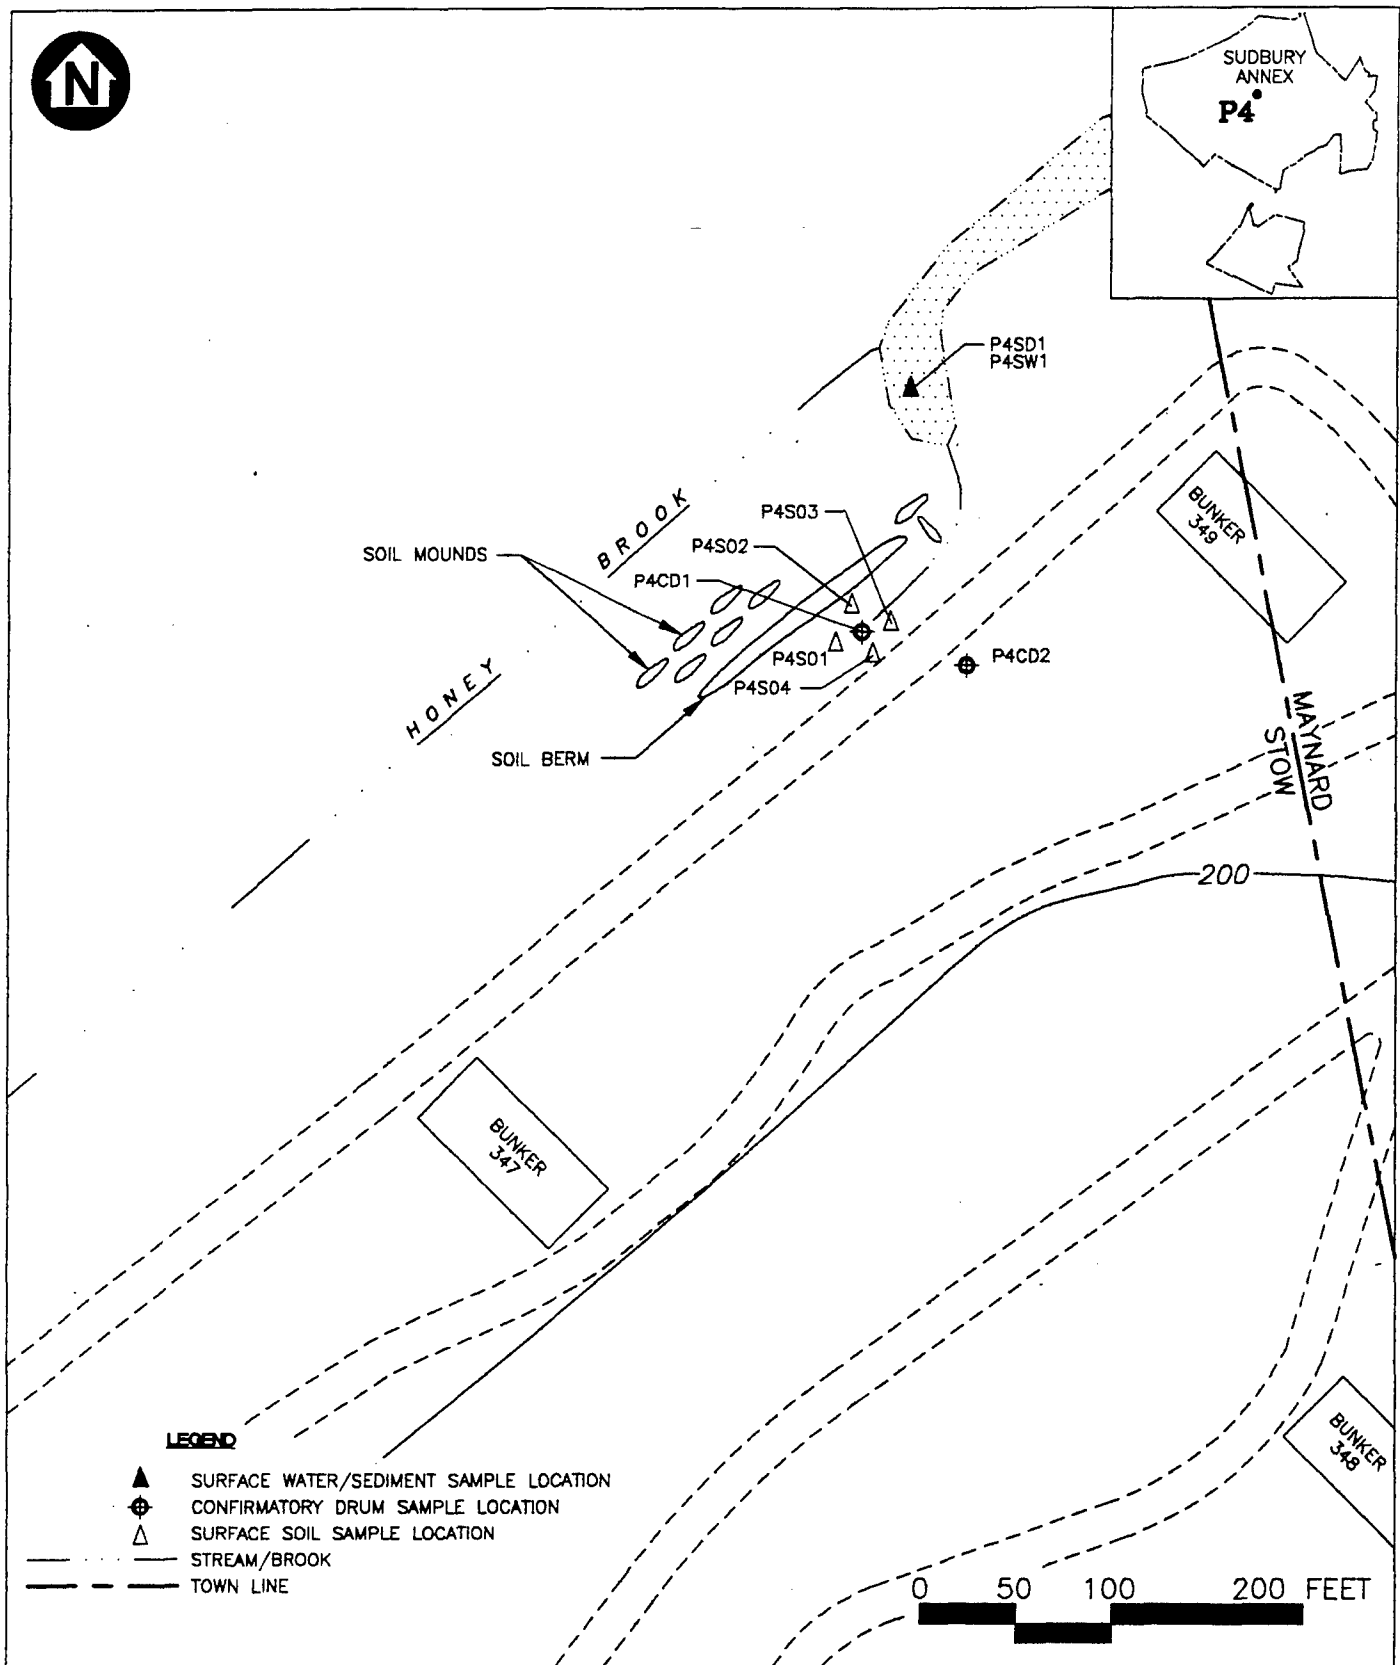 N
SUDBURY
ANNEX
P4
P4SD1
P4SW1
BUNKER
349
P4S03
BROOK
SOIL MOUNDS
P4S02
P4CD1
P4S01
P4CD2
HONEY
P4S04
MAYNARD
STOW
SOIL BERM
200
BUNKER
347
BUNKER
348
LEGEND
SURFACE WATER/SEDIMENT SAMPLE LOCATION
CONFIRMATORY DRUM SAMPLE LOCATION
SURFACE SOIL SAMPLE LOCATION
STREAM/BROOK
TOWN LINE
0 50 100 200 FEET